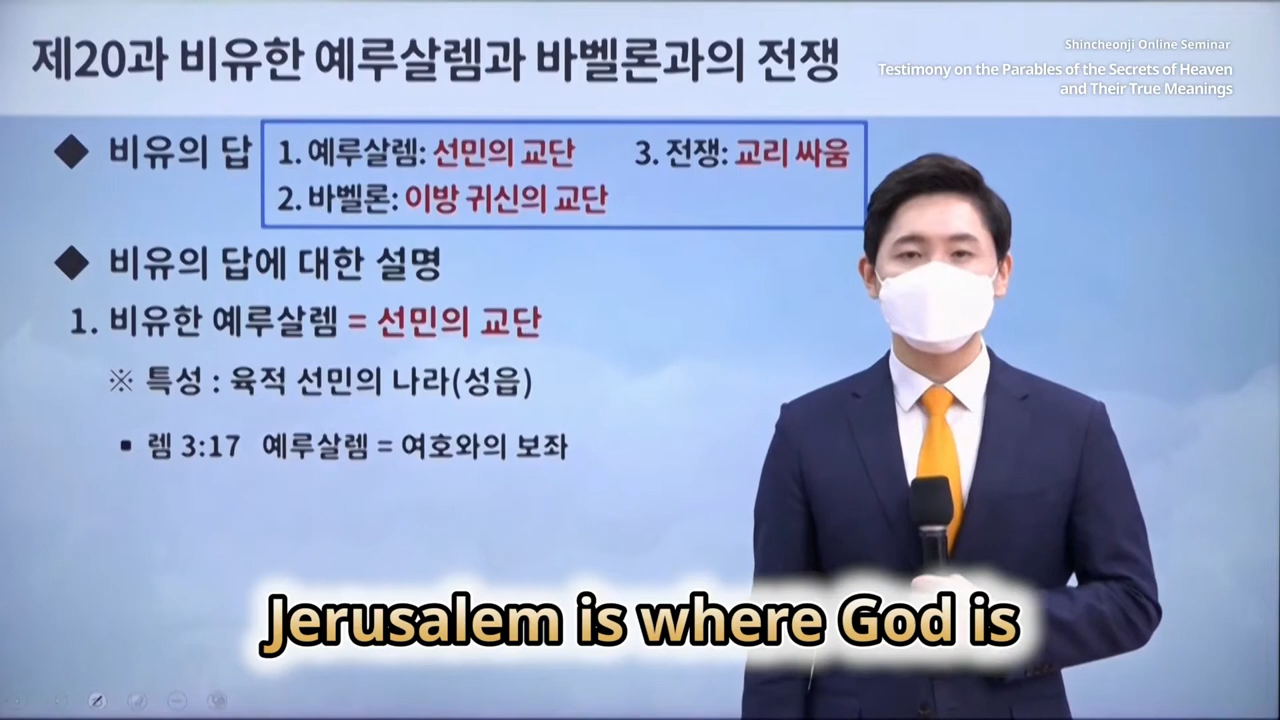 제20과 비유한 예루살렘과 바벨론과의 전쟁
Shincheonji Online Seminar
Testimony on the Parables of the Secrets of Heaven
and Their True Meanings
◆ 비유의 답
1. 예루살렘: 선민의 교단
3. 전쟁: 교리 싸움
2. 바벨론: 이방 귀신의 교단
◆ 비유의 답에 대한 설명
1. 비유한 예루살렘 = 선민의 교단
※ 특성 : 육적 선민의 나라(성읍)
▪ 렘 3:17 예루살렘 = 여호와의 보좌
Jerusalem is where God is